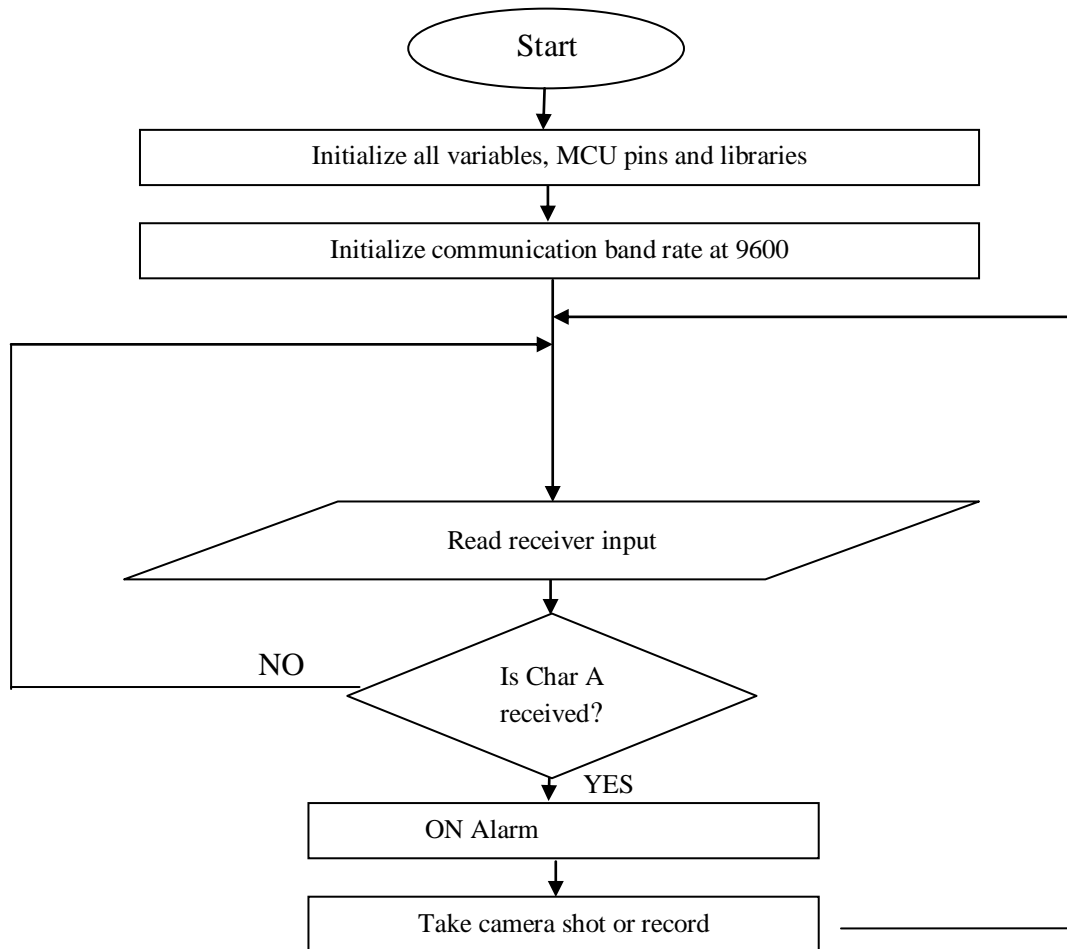 Start
Initialize all variables, MCU pins and libraries
Initialize communication band rate at 9600
Read receiver input
NO
Is Char A
received?
YES
ON Alarm
Take camera shot or record